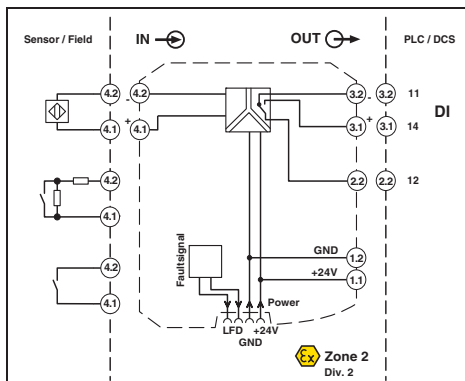 Sensor / Field
IN
OUT
PLC / DCS
4.2
- 4.2
3.2 -
3.2
11
4.1
+ 4.1
3.1 +
3.1
14
DI
4.2
2.2
2.2
12
4.1
Faultsignal
GND
1.2
4.2
+24V
1.1
4.1
Power
LFD
+24V
GND
Ex Zone 2
Div. 2